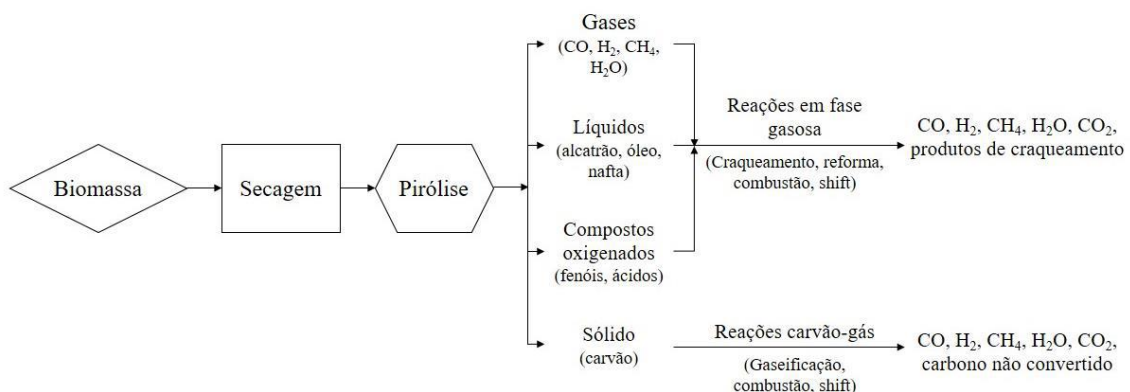 Biomassa
Secagem
Pirólise
Gases
(CO, H₂, CH₄,
H₂O)
Líquidos
(alcatrão, óleo,
nafta)
Compostos
oxigenados
(fenóis, ácidos)
Sólido
(carvão)
Reações em fase
gasosa
(Craqueamento, reforma,
combustão, shift)
CO, H₂, CH₄, H₂O, CO₂,
produtos de craqueamento
Reações carvão-gás
(Gaseificação,
combustão, shift)
CO, H₂, CH₄, H₂O, CO₂,
carbono não convertido